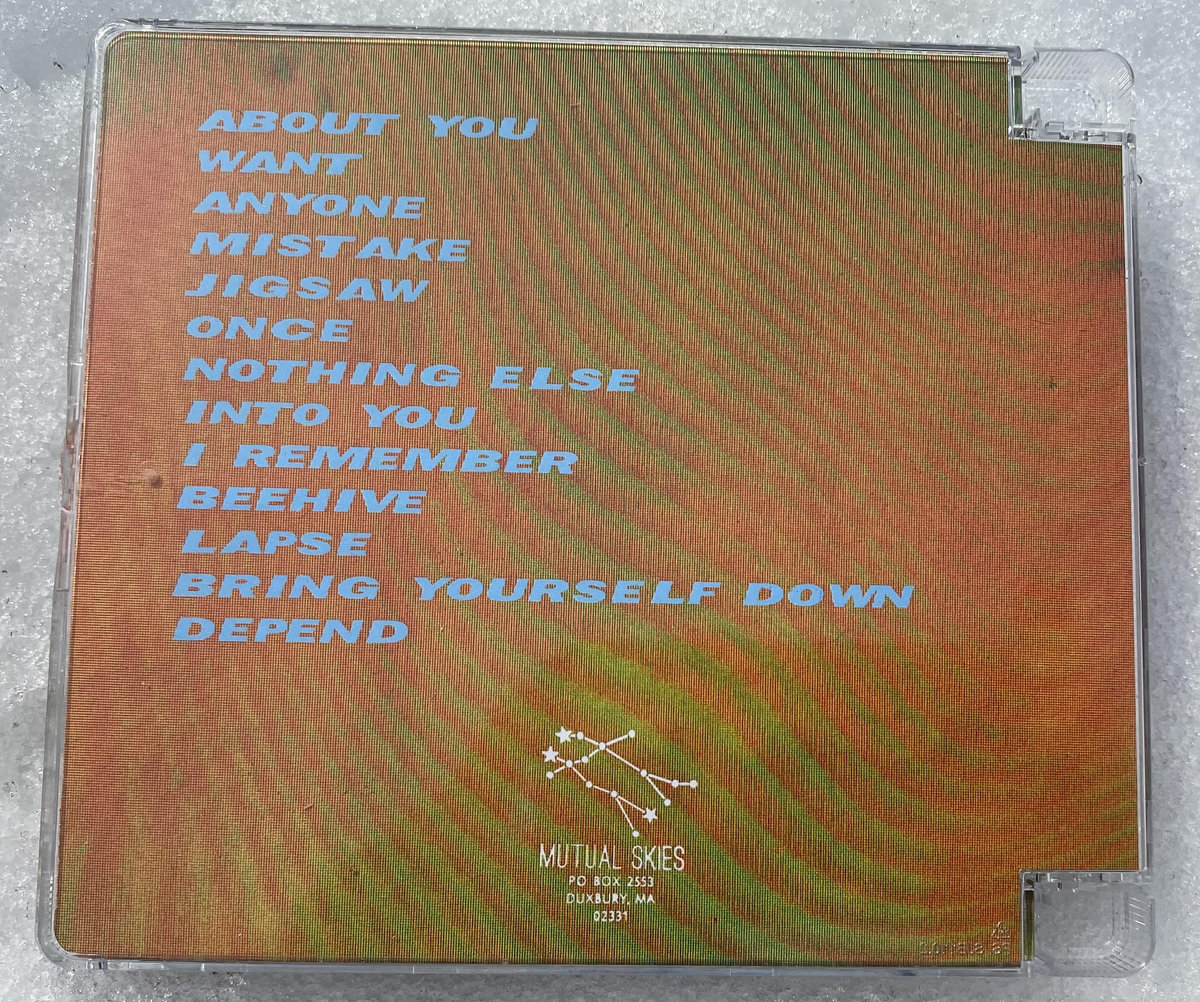 ABOUT YOU
WANT
ANYONE
MISTAKE
JIGSAW
ONCE
NOTHING ELSE
INTO YOU
I REMEMBER
BEEHIVE
LAPSE
BRING YOURSELF DOWN
DEPEND
MUTUAL SKIES
PO BOX 2553
DUXBURY, MA
02331